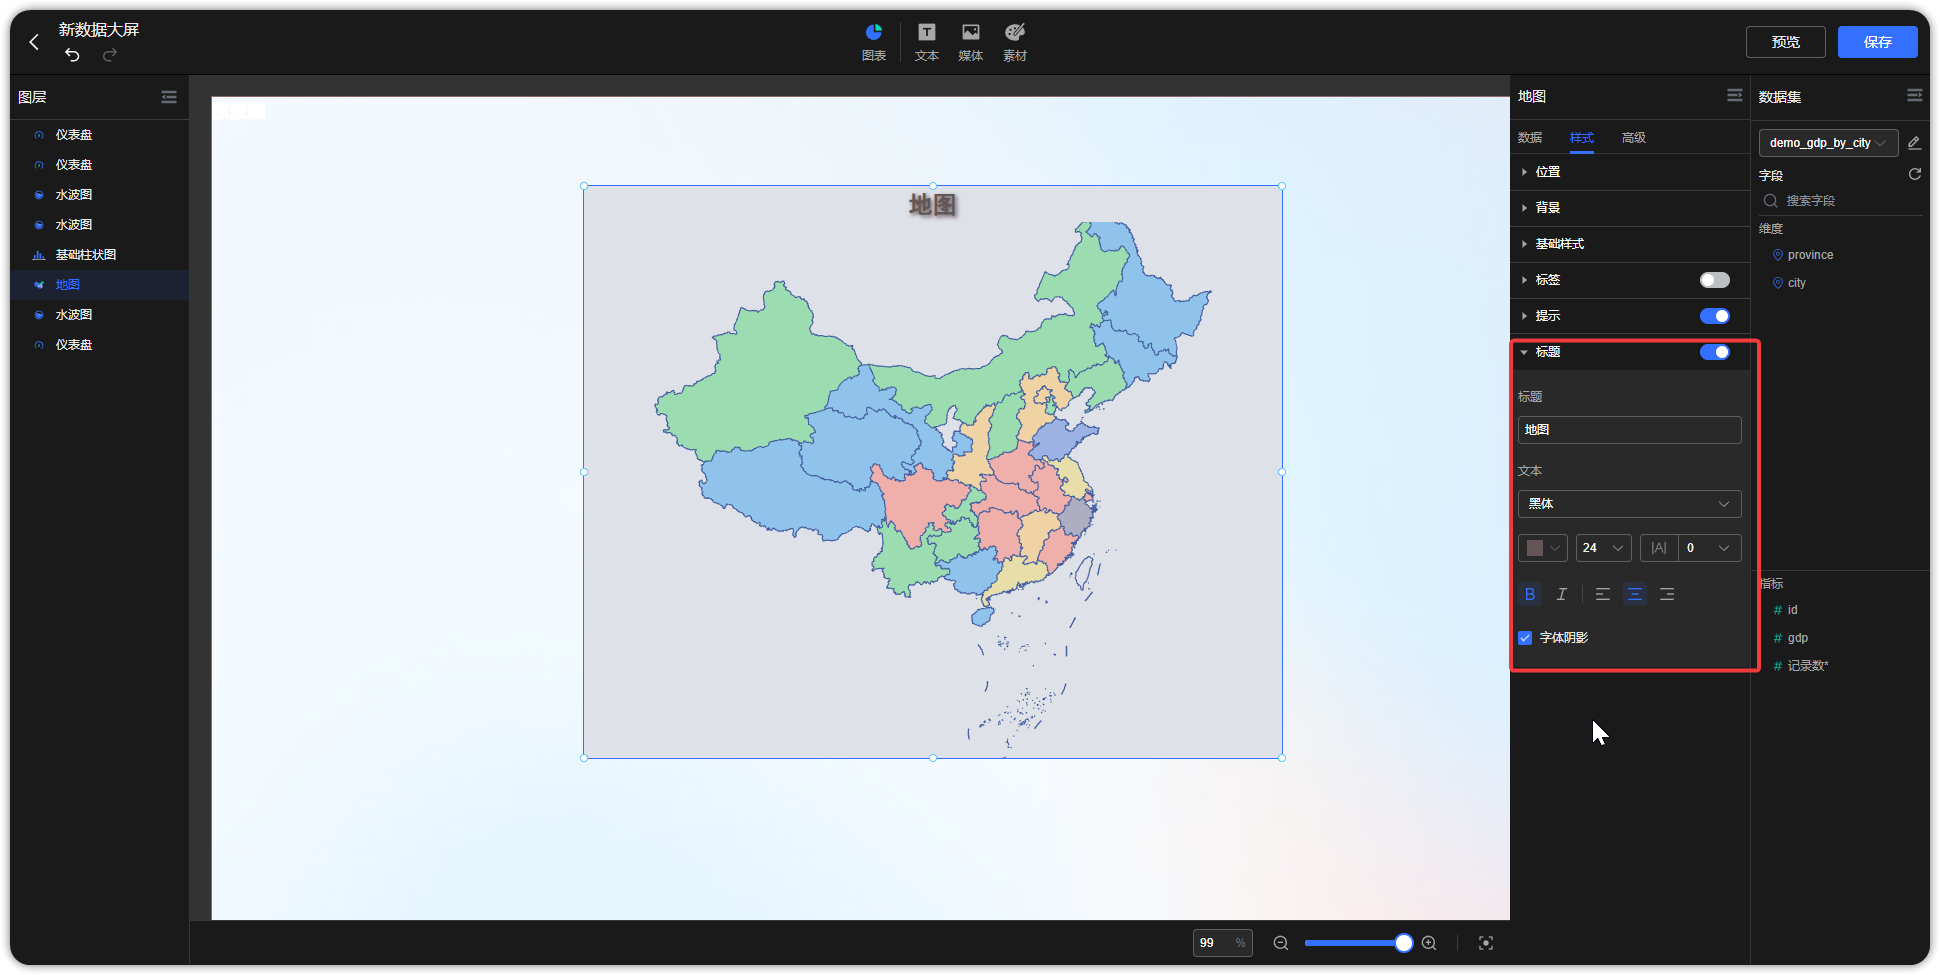 新数据大屏
图表
文本
媒体
素材
预览
保存
图层
仪表盘
仪表盘
水波图
水波图
基础柱状图
地图
水波图
仪表盘
地图
99 %
地图
数据 样式 高级
位置
背景
基础样式
标签
提示
标题
标题
地图
文本
黑体
24
|A| 0
B I
字体阴影
数据集
demo_gdp_by_city
字段
搜索字段
维度
province
city
指标
# id
# gdp
# 记录数*